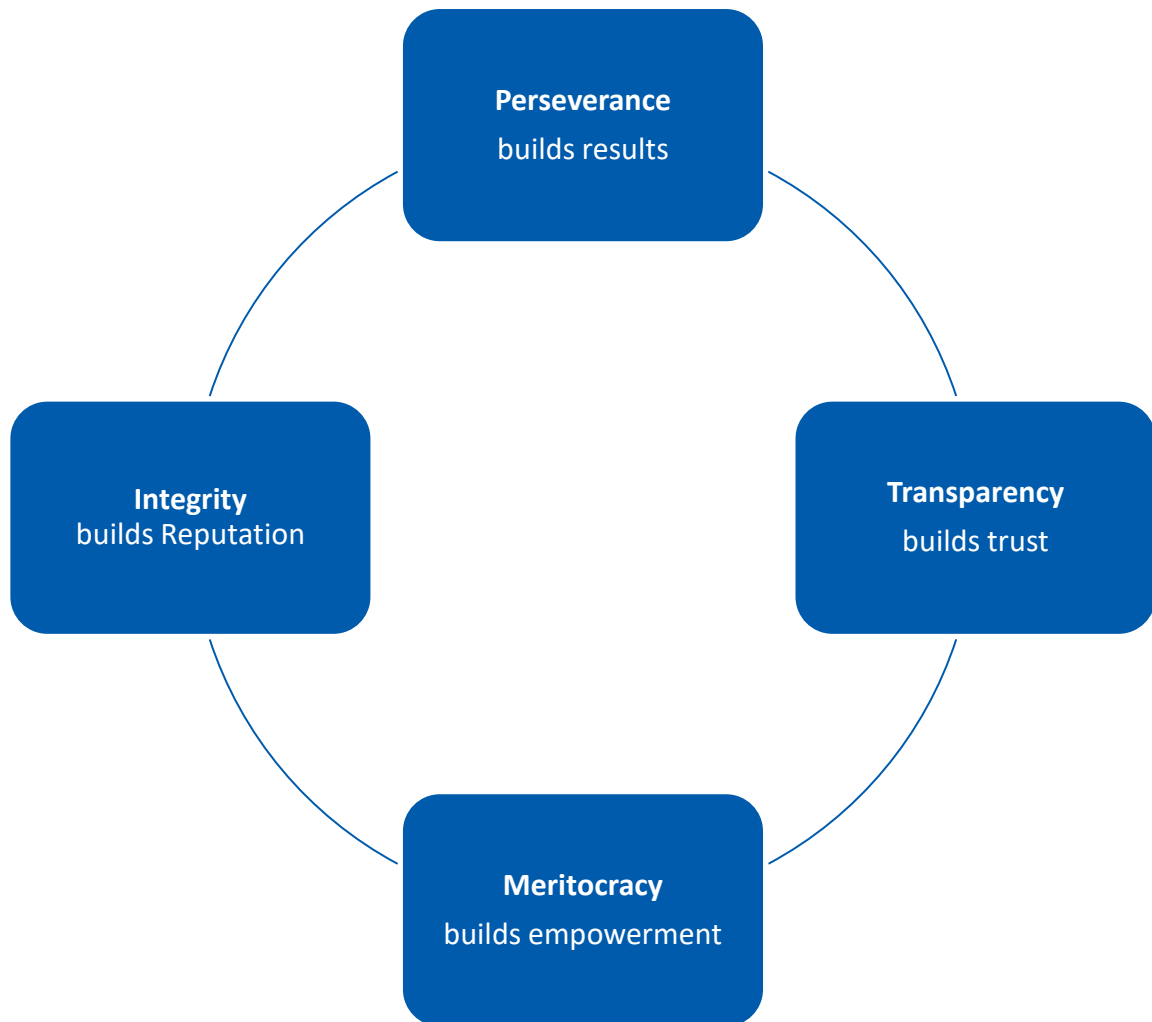 Perseverance
builds results
Integrity
builds Reputation
Transparency
builds trust
Meritocracy
builds empowerment